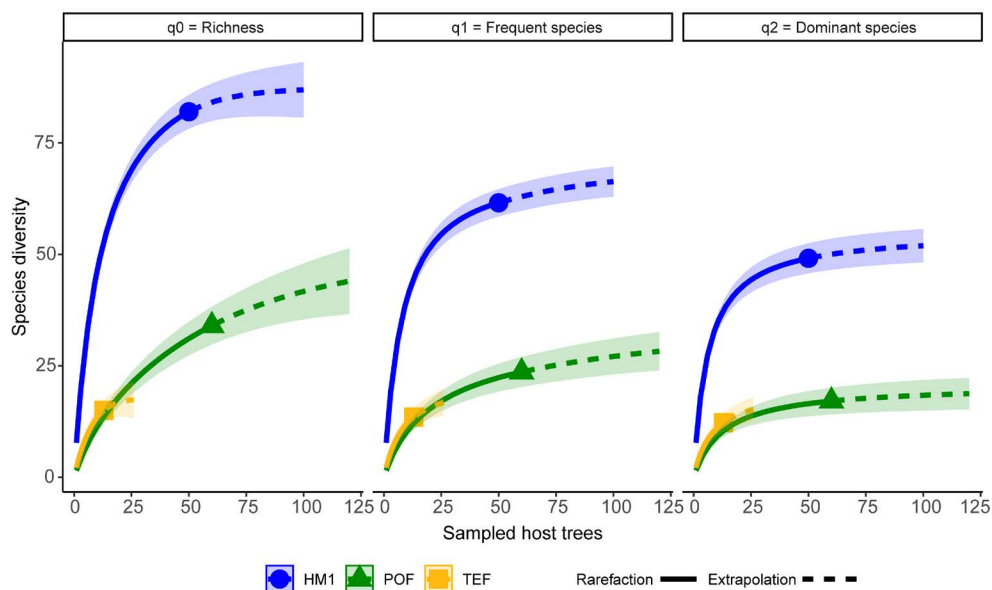 q0 = Richness q1 = Frequent species q2 = Dominant species
Species diversity
75
50
25
0
0 25 50 75 100 125 0 25 50 75 100 125 0 25 50 75 100 125
Sampled host trees
HM1 POF TEF Rarefaction Extrapolation